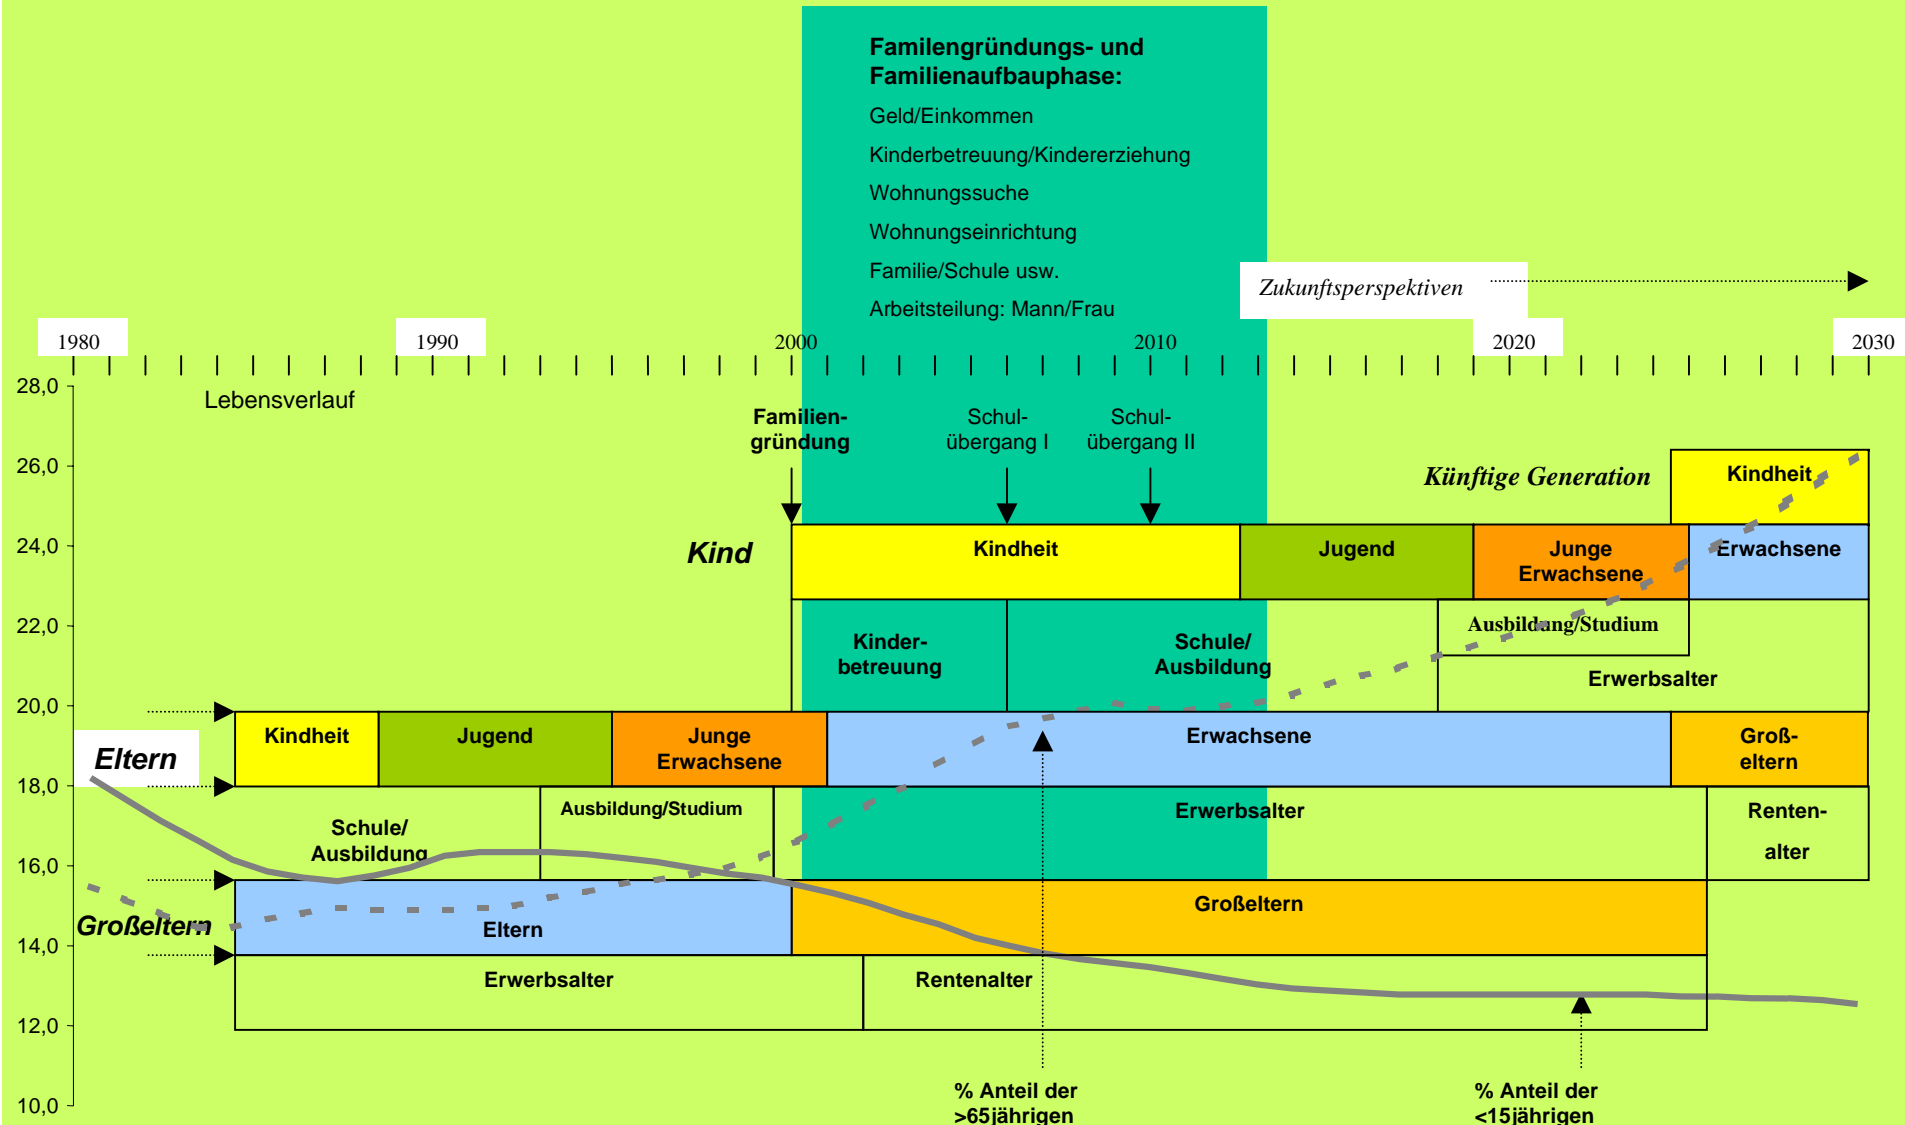 Familengründungs- und
Familienaufbauphase:
Geld/Einkommen
Kinderbetreuung/Kindererziehung
Wohnungssuche
Wohnungseinrichtung
Familie/Schule usw.
Arbeitsteilung: Mann/Frau
Zukunftsperspektiven
1980 1990 2000 2010 2020 2030
28,0
Lebensverlauf
Familien-
gründung
Schul-
übergang I
Schul-
übergang II
26,0
Künftige Generation
Kindheit
24,0
Kind
Kindheit
Jugend
Junge
Erwachsene
Erwachsene
22,0
Kinder-
betreuung
Schule/
Ausbildung
Ausbildung/Studium
Erwerbsalter
20,0
Eltern
Kindheit
Jugend
Junge
Erwachsene
Erwachsene
Groß-
eltern
18,0
Schule/
Ausbildung
Ausbildung/Studium
Erwerbsalter
Renten-
alter
16,0
Großeltern
Eltern
Großeltern
14,0
Erwerbsalter
Rentenalter
12,0
10,0
% Anteil der
>65jährigen
% Anteil der
<15jährigen